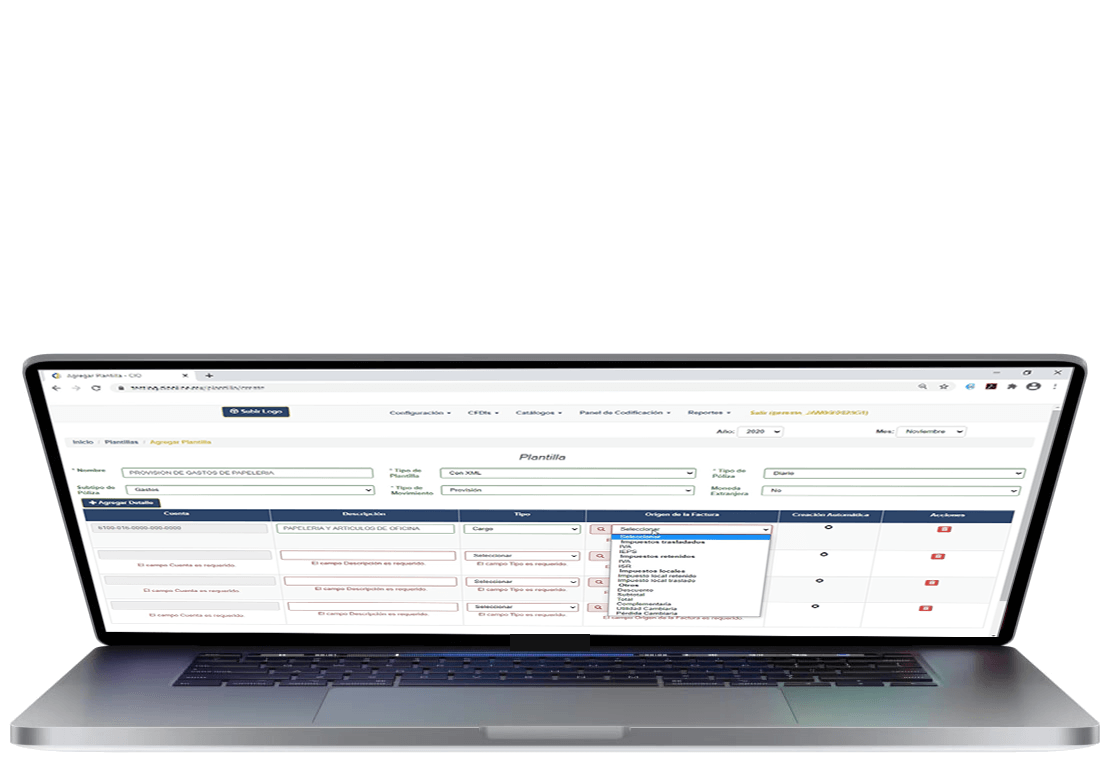 Agregar Plantilla - CIO
Subir Logo Configuración CFDIs Catálogos Panel de Codificación Reportes Salir
Año: 2020 Mes: Noviembre
Inicio / Plantillas / Agregar Plantilla
Plantilla
* Nombre PROVISION DE GASTOS DE PAPELERIA * Tipo de Plantilla Con XML * Tipo de Póliza Diario
Subtipo de Póliza Gastos * Tipo de Movimiento Provisión Moneda Extranjera No
+ Agregar Detalle
Cuenta Descripción Tipo Origen de la Factura Creación Automática Acciones
6100-016-0000-000-0000 PAPELERIA Y ARTICULOS DE OFICINA Cargo Seleccionar
Seleccionar
Impuestos trasladados
IVA
IEPS
Impuestos retenidos
IVA
ISR
Impuestos locales
Impuesto local retenido
Impuesto local traslado
Otros
Descuento
Subtotal
Total
Complementaria
Utilidad Cambiaria
Pérdida Cambiaria
Seleccionar
El campo Cuenta es requerido. El campo Descripción es requerido. El campo Tipo es requerido.
Seleccionar
El campo Cuenta es requerido. El campo Descripción es requerido. El campo Tipo es requerido.
Seleccionar
El campo Cuenta es requerido. El campo Descripción es requerido. El campo Tipo es requerido. El campo Origen de la Factura es requerido.